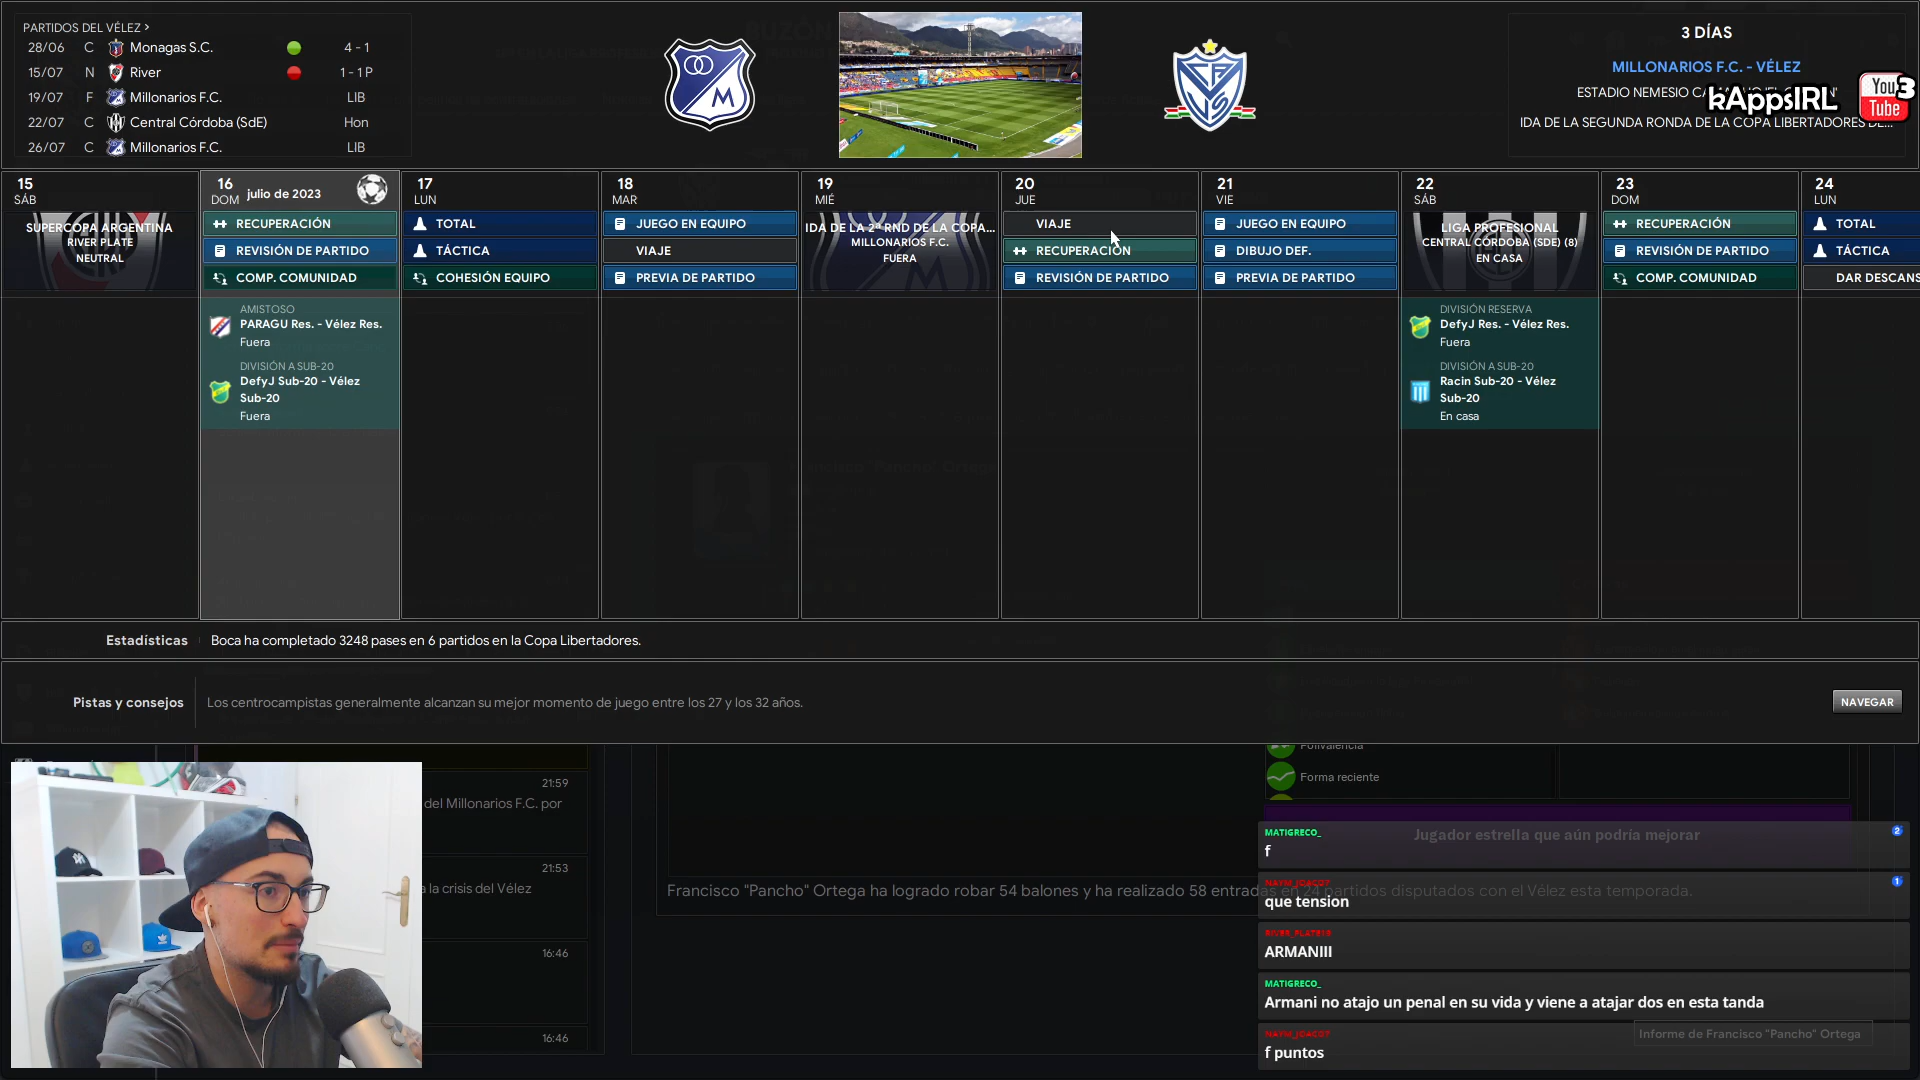 PARTIDOS DEL VÉLEZ >
28/06 C Monagas S.C. 4 - 1
15/07 N River 1 - 1 P
19/07 F Millonarios F.C. LIB
22/07 C Central Córdoba (SdE) Hon
26/07 C Millonarios F.C. LIB
3 DÍAS
MILLONARIOS F.C. - VÉLEZ
ESTADIO NEMESIO
kAppsIRL
You Tube
3
IDA DE LA SEGUNDA RONDA DE LA COPA LIBERTADORES DE...
15
SÁB
SUPERCOPA ARGENTINA
RIVER PLATE
NEUTRAL
16
DOM julio de 2023
RECUPERACIÓN
REVISIÓN DE PARTIDO
COMP. COMUNIDAD
AMISTOSO
PARAGU Res. - Vélez Res.
Fuera
DIVISIÓN A SUB-20
DefyJ Sub-20 - Vélez
Sub-20
Fuera
17
LUN
TOTAL
TÁCTICA
COHESIÓN EQUIPO
18
MAR
JUEGO EN EQUIPO
VIAJE
PREVIA DE PARTIDO
19
MIÉ
IDA DE LA 2ª RND DE LA COPA...
MILLONARIOS F.C.
FUERA
20
JUE
VIAJE
RECUPERACIÓN
REVISIÓN DE PARTIDO
21
VIE
JUEGO EN EQUIPO
DIBUJO DEF.
PREVIA DE PARTIDO
22
SÁB
LIGA PROFESIONAL
CENTRAL CÓRDOBA (SDE) (8)
EN CASA
DIVISIÓN RESERVA
DefyJ Res. - Vélez Res.
Fuera
DIVISIÓN A SUB-20
Racin Sub-20 - Vélez
Sub-20
En casa
23
DOM
RECUPERACIÓN
REVISIÓN DE PARTIDO
COMP. COMUNIDAD
24
LUN
TOTAL
TÁCTICA
DAR DESCANS
Estadísticas Boca ha completado 3248 pases en 6 partidos en la Copa Libertadores.
Pistas y consejos Los centrocampistas generalmente alcanzan su mejor momento de juego entre los 27 y los 32 años.
NAVEGAR
21:59
del Millonarios F.C. por
21:53
a la crisis del Vélez
16:46
16:46
Polivalencia
Forma reciente
Jugador estrella que aún podría mejorar
Francisco "Pancho" Ortega ha logrado robar 54 balones y ha realizado 58 entradas en 24 partidos disputados con el Vélez esta temporada.
MATIGRECO_ 2
f
1
que tension
RIVER_PLATE10
ARMANIII
MATIGRECO_
Armani no atajo un penal en su vida y viene a atajar dos en esta tanda
Informe de Francisco "Pancho" Ortega
f puntos